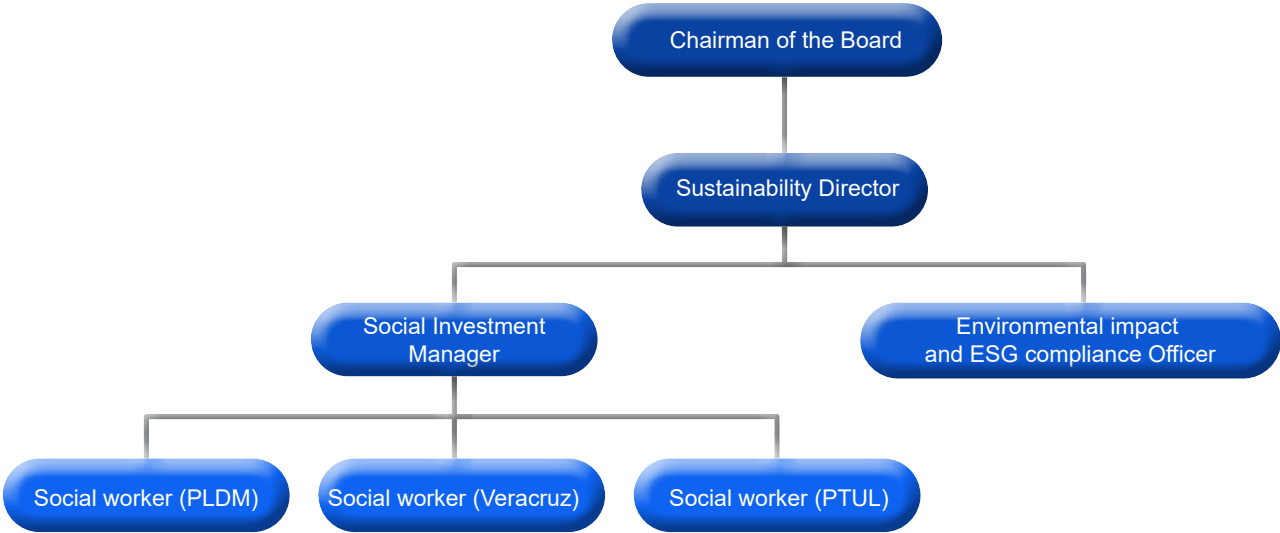 Chairman of the Board
Sustainability Director
Social Investment
Manager
Environmental impact
and ESG compliance Officer
Social worker (PLDM)
Social worker (Veracruz)
Social worker (PTUL)